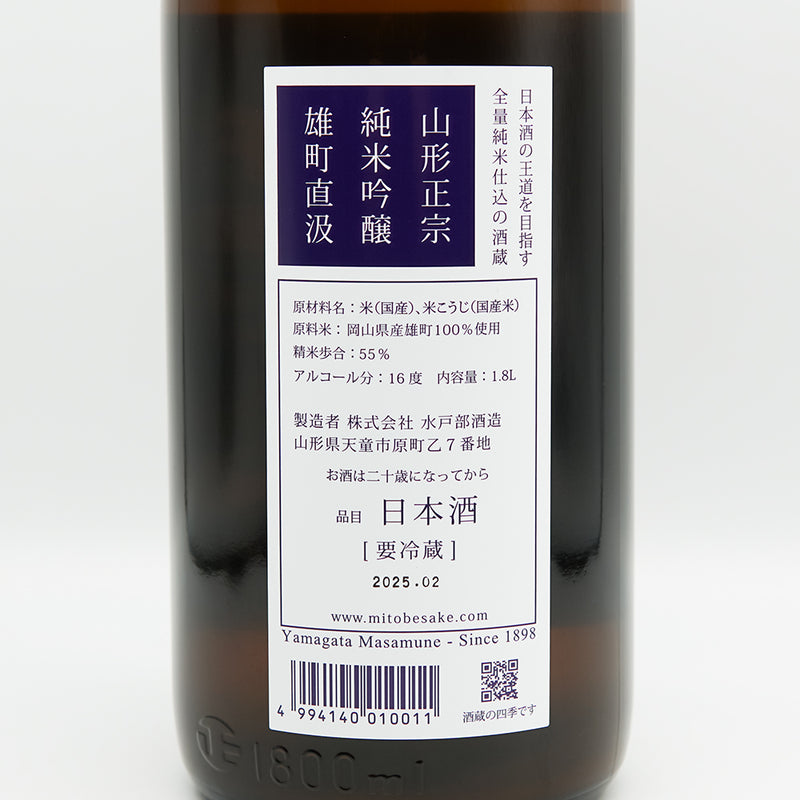 日本酒の王道を目指す
全量純米仕込の酒蔵
山形正宗
純米吟醸
雄町直汲
原材料名：米（国産）、米こうじ（国産米）
原料米：岡山県産雄町100％使用
精米歩合：55％
アルコール分：16度　内容量：1.8L
製造者 株式会社 水戸部酒造
山形県天童市原町乙7番地
お酒は二十歳になってから
品目 日本酒
[要冷蔵]
2025.02
www.mitobesake.com
Yamagata Masamune - Since 1898
4 994140 010011
酒蔵の四季です
1800ml